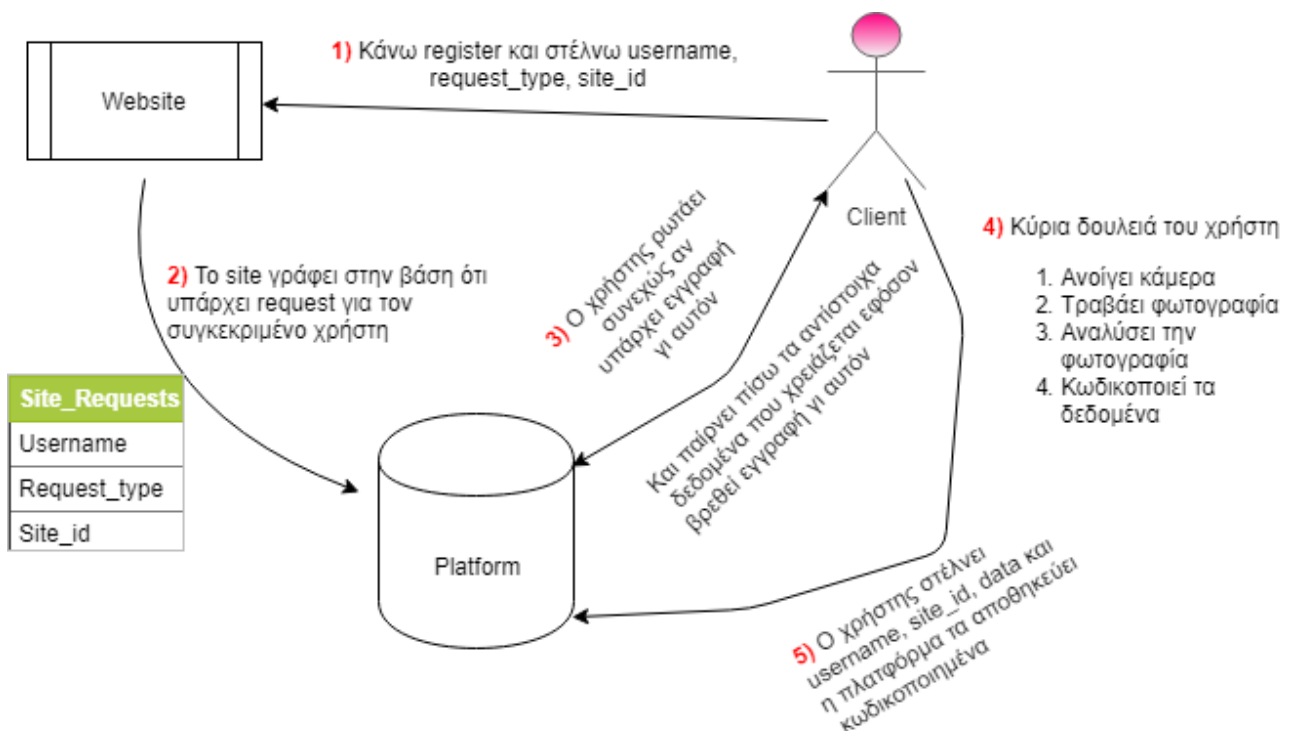 Website
1) Κάνω register και στέλνω username,
request_type, site_id
Client
2) Το site γράφει στην βάση ότι
υπάρχει request για τον
συγκεκριμένο χρήστη
Site_Requests
Username
Request_type
Site_id
3) Ο χρήστης ρωτάει
συνεχώς αν
υπάρχει εγγραφή
γι αυτόν
Και παίρνει πίσω τα αντίστοιχα
δεδομένα που χρειάζεται εφόσον
βρεθεί εγγραφή γι αυτόν
4) Κύρια δουλειά του χρήστη
1. Ανοίγει κάμερα
2. Τραβάει φωτογραφία
3. Αναλύσει την
φωτογραφία
4. Κωδικοποιεί τα
δεδομένα
Platform
5) Ο χρήστης στέλνει
username, site_id, data και
η πλατφόρμα τα αποθηκεύει
κωδικοποιημένα